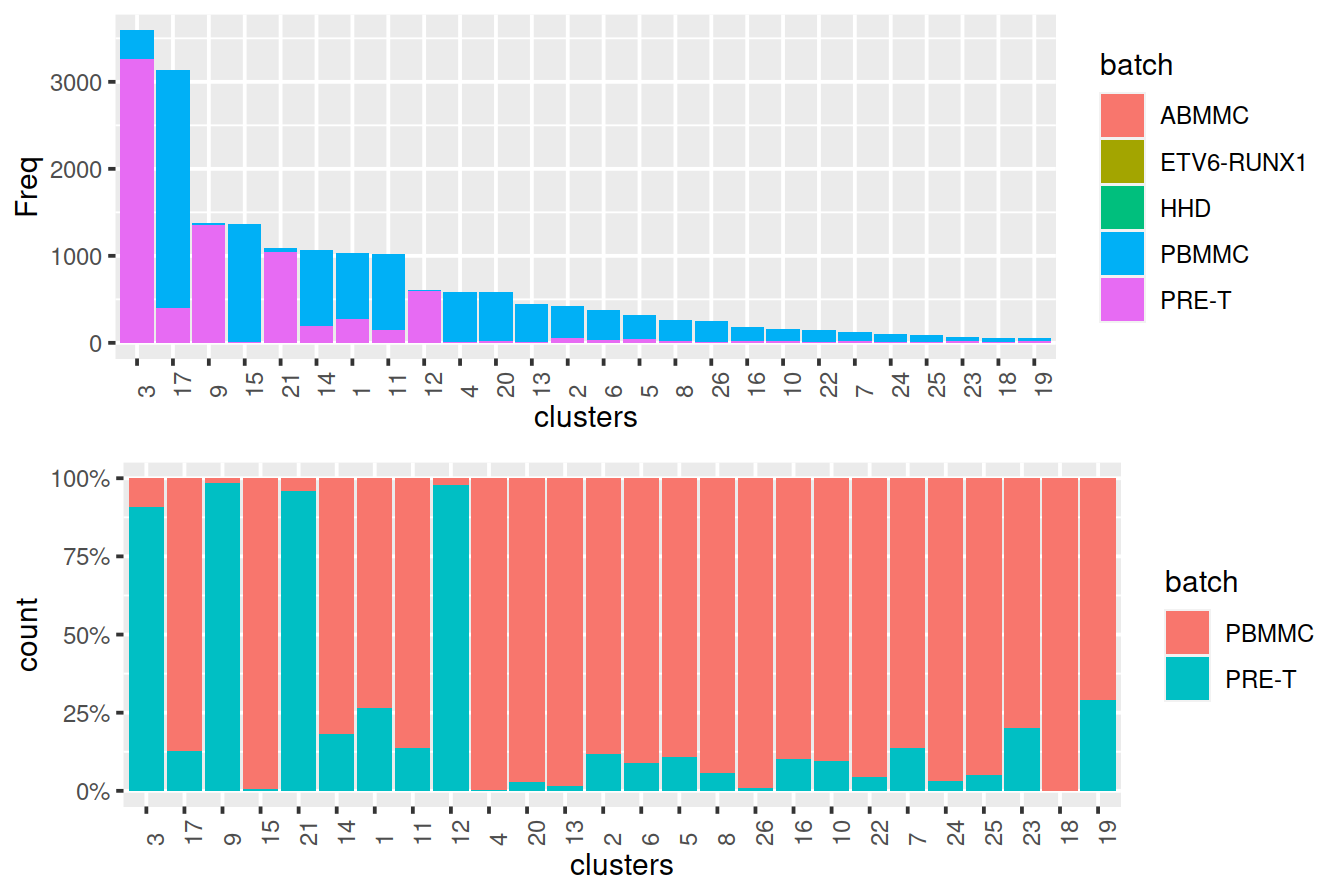 3000
2000
1000
0
Freq
3 17 9 15 21 14 1 11 12 4 20 13 2 6 5 8 26 16 10 22 7 24 25 23 18 19
clusters
batch
ABMMC
ETV6-RUNX1
HHD
PBMMC
PRE-T
100%
75%
50%
25%
0%
count
3 17 9 15 21 14 1 11 12 4 20 13 2 6 5 8 26 16 10 22 7 24 25 23 18 19
clusters
batch
PBMMC
PRE-T